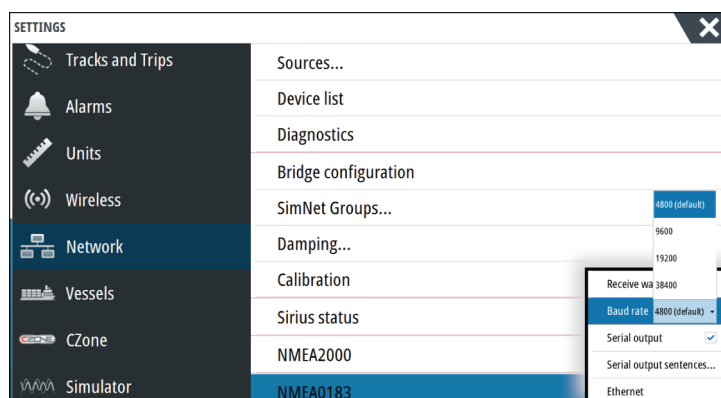 SETTINGS
Tracks and Trips
Alarms
Units
Wireless
Network
Vessels
CZONE
CZone
Simulator
Sources...
Device list
Diagnostics
Bridge configuration
SimNet Groups...
Damping...
Calibration
Sirius status
NMEA2000
NMEA0183
4800 (default)
9600
19200
38400
Receive wa
Baud rate 4800 (default)
Serial output
Serial output sentences...
Ethernet